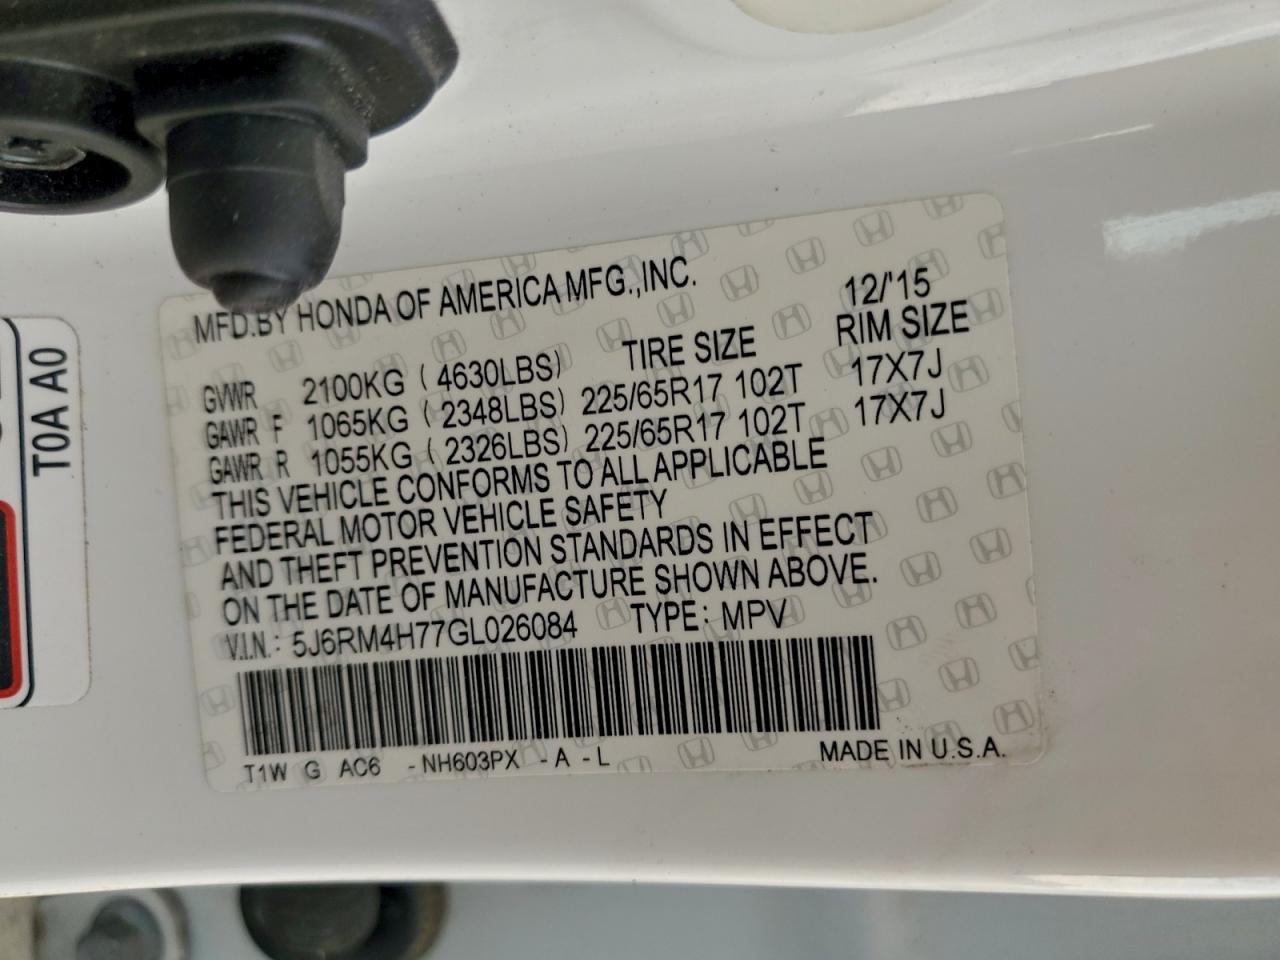 MFD.BY HONDA OF AMERICA MFG.,INC. 12/'15
TIRE SIZE RIM SIZE
GVWR 2100KG ( 4630LBS)
GAWR F 1065KG ( 2348LBS) 225/65R17 102T 17X7J
GAWR R 1055KG ( 2326LBS) 225/65R17 102T 17X7J
THIS VEHICLE CONFORMS TO ALL APPLICABLE
FEDERAL MOTOR VEHICLE SAFETY
AND THEFT PREVENTION STANDARDS IN EFFECT
ON THE DATE OF MANUFACTURE SHOWN ABOVE.
V.I.N.: 5J6RM4H77GL026084 TYPE: MPV
T1W G AC6 -NH603PX -A -L MADE IN U.S.A.
T0A A0